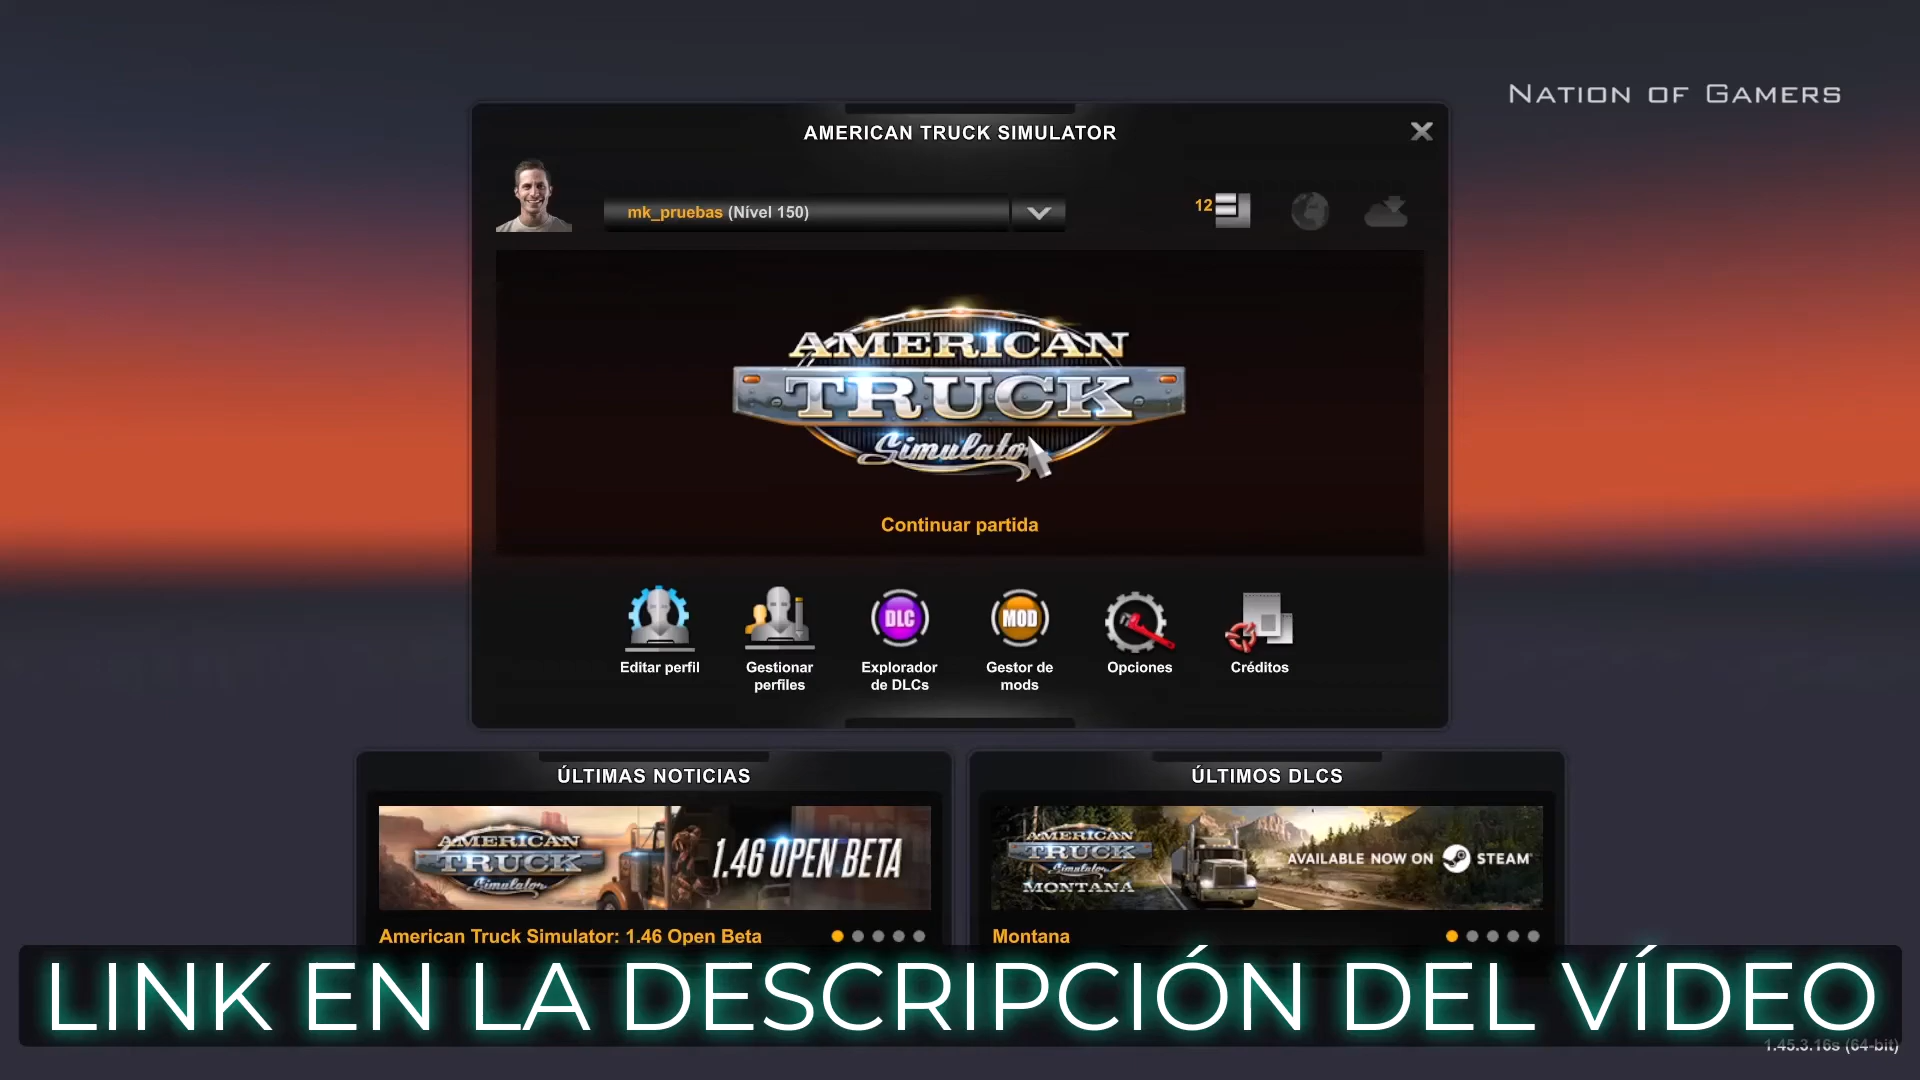 NATION OF GAMERS
AMERICAN TRUCK SIMULATOR
mk_pruebas (Nível 150)
12
AMERICAN
TRUCK
Simulator
Continuar partida
DLC
MOD
Editar perfil
Gestionar
perfiles
Explorador
de DLCs
Gestor de
mods
Opciones
Créditos
ÚLTIMAS NOTICIAS
AMERICAN
TRUCK
Simulator
1.46 OPEN BETA
American Truck Simulator: 1.46 Open Beta
ÚLTIMOS DLCS
AMERICAN
TRUCK
Simulator
MONTANA
AVAILABLE NOW ON STEAM
Montana
LINK EN LA DESCRIPCIÓN DEL VÍDEO
1.45.3.16s (64-bit)